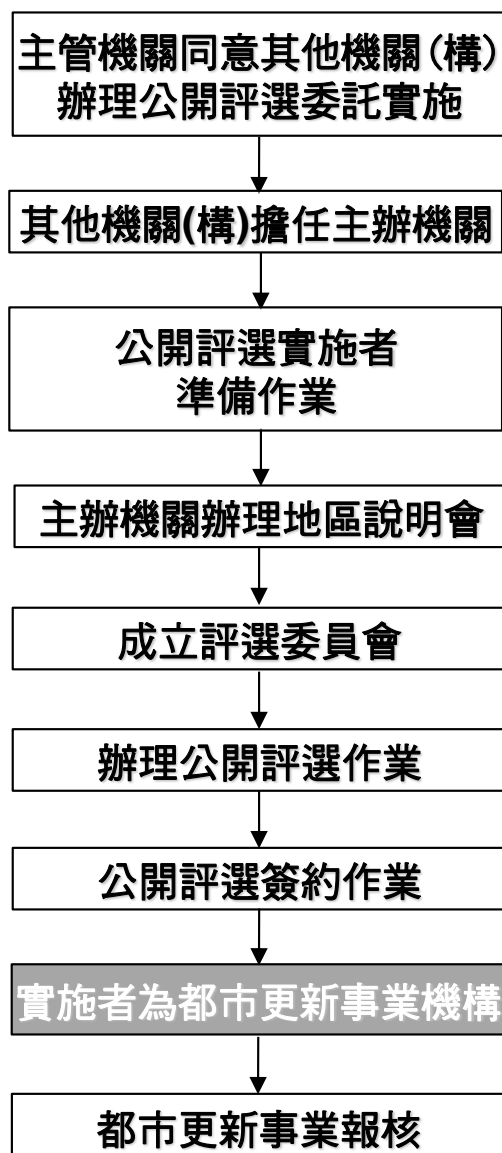 主管機關同意其他機關(構)
辦理公開評選委託實施
其他機關(構)擔任主辦機關
公開評選實施者
準備作業
主辦機關辦理地區說明會
成立評選委員會
辦理公開評選作業
公開評選簽約作業
實施者為都市更新事業機構
都市更新事業報核